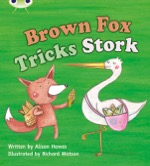 Brown Fox
Tricks Stork
Written by Alison Hawes
Illustrated by Richard Watson